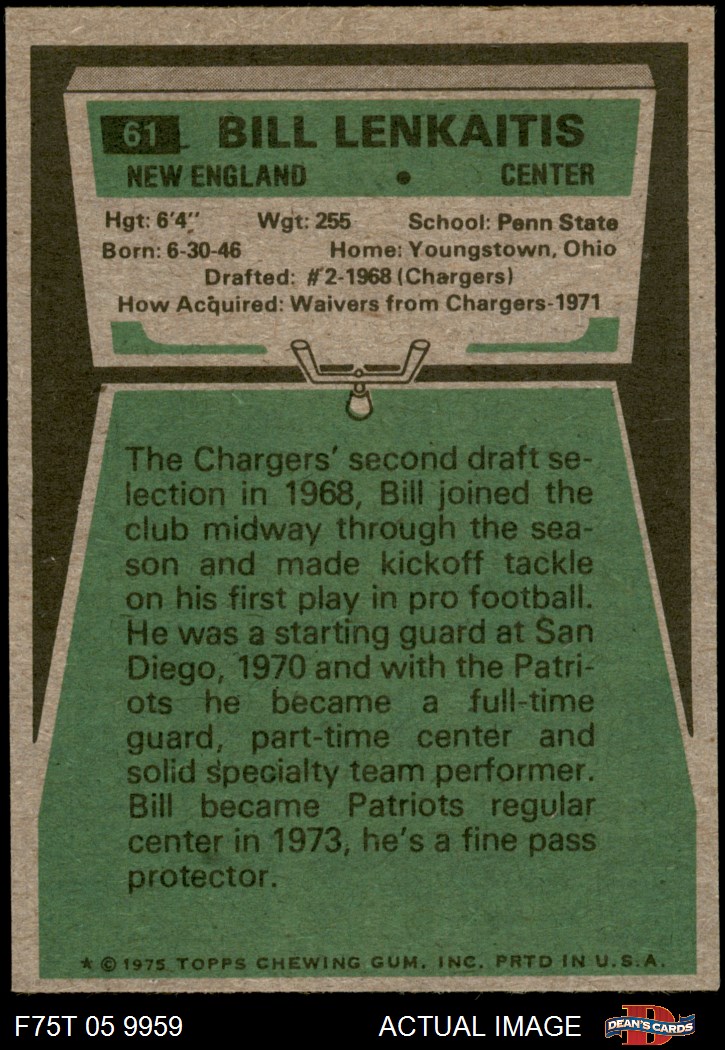 61 BILL LENKAITIS
NEW ENGLAND • CENTER
Hgt: 6'4" Wgt: 255 School: Penn State
Born: 6-30-46 Home: Youngstown, Ohio
Drafted: #2-1968 (Chargers)
How Acquired: Waivers from Chargers-1971
The Chargers' second draft se-
lection in 1968, Bill joined the
club midway through the sea-
son and made kickoff tackle
on his first play in pro football.
He was a starting guard at San
Diego, 1970 and with the Patri-
ots he became a full-time
guard, part-time center and
solid specialty team performer.
Bill became Patriots regular
center in 1973, he's a fine pass
protector.
★ © 1975 TOPPS CHEWING GUM, INC. PRTD IN U.S.A.
F75T 05 9959 ACTUAL IMAGE D DEAN'S CARDS